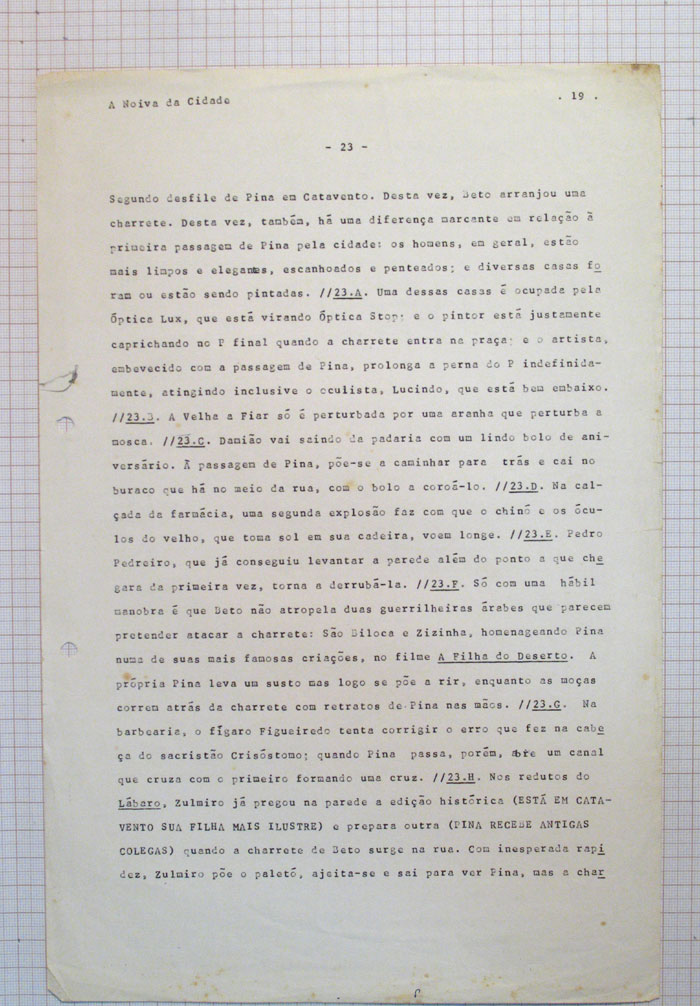 A Noiva da Cidade . 19 .
- 23 -
Segundo desfile de Pina em Catavento. Desta vez, Beto arranjou uma
charrete. Desta vez, também, há uma diferença marcante em relação à
primeira passagem de Pina pela cidade: os homens, em geral, estão
mais limpos e elegantes, escanhoados e penteados; e diversas casas fo
ram ou estão sendo pintadas. //23.A. Uma dessas casas é ocupada pela
Óptica Lux, que está virando Óptica Stop: e o pintor está justamente
caprichando no P final quando a charrete entra na praça: e o artista,
embevecido com a passagem de Pina, prolonga a perna do P indefinida-
mente, atingindo inclusive o oculista, Lucindo, que está bem embaixo.
//23.B. A Velha a Fiar só é perturbada por uma aranha que perturba a
mosca. //23.C. Damião vai saindo da padaria com um lindo bolo de ani-
versário. À passagem de Pina, põe-se a caminhar para trás e cai no
buraco que há no meio da rua, com o bolo a coroá-lo. //23.D. Na cal-
çada da farmácia, uma segunda explosão faz com que o chinó e os ócu-
los do velho, que toma sol em sua cadeira, voem longe. //23.E. Pedro
Pedreiro, que já conseguiu levantar a parede além do ponto a que che
gara da primeira vez, torna a derrubá-la. //23.F. Só com uma hábil
manobra é que Beto não atropela duas guerrilheiras árabes que parecem
pretender atacar a charrete: São Biloca e Zizinha, homenageando Pina
numa de suas mais famosas criações, no filme A Filha do Deserto. A
própria Pina leva um susto mas logo se põe a rir, enquanto as moças
correm atrás da charrete com retratos de Pina nas mãos. //23.G. Na
barbearia, o fígaro Figueiredo tenta corrigir o erro que fez na cabe
ça do sacristão Crisóstomo; quando Pina passa, porém, abre um canal
que cruza com o primeiro formando uma cruz. //23.H. Nos redutos do
Lábaro, Zulmiro já pregou na parede a edição histórica (ESTÁ EM CATA-
VENTO SUA FILHA MAIS ILUSTRE) e prepara outra (PINA RECEBE ANTIGAS
COLEGAS) quando a charrete de Beto surge na rua. Com inesperada rapi
dez, Zulmiro põe o paletó, ajeita-se e sai para ver Pina, mas a char